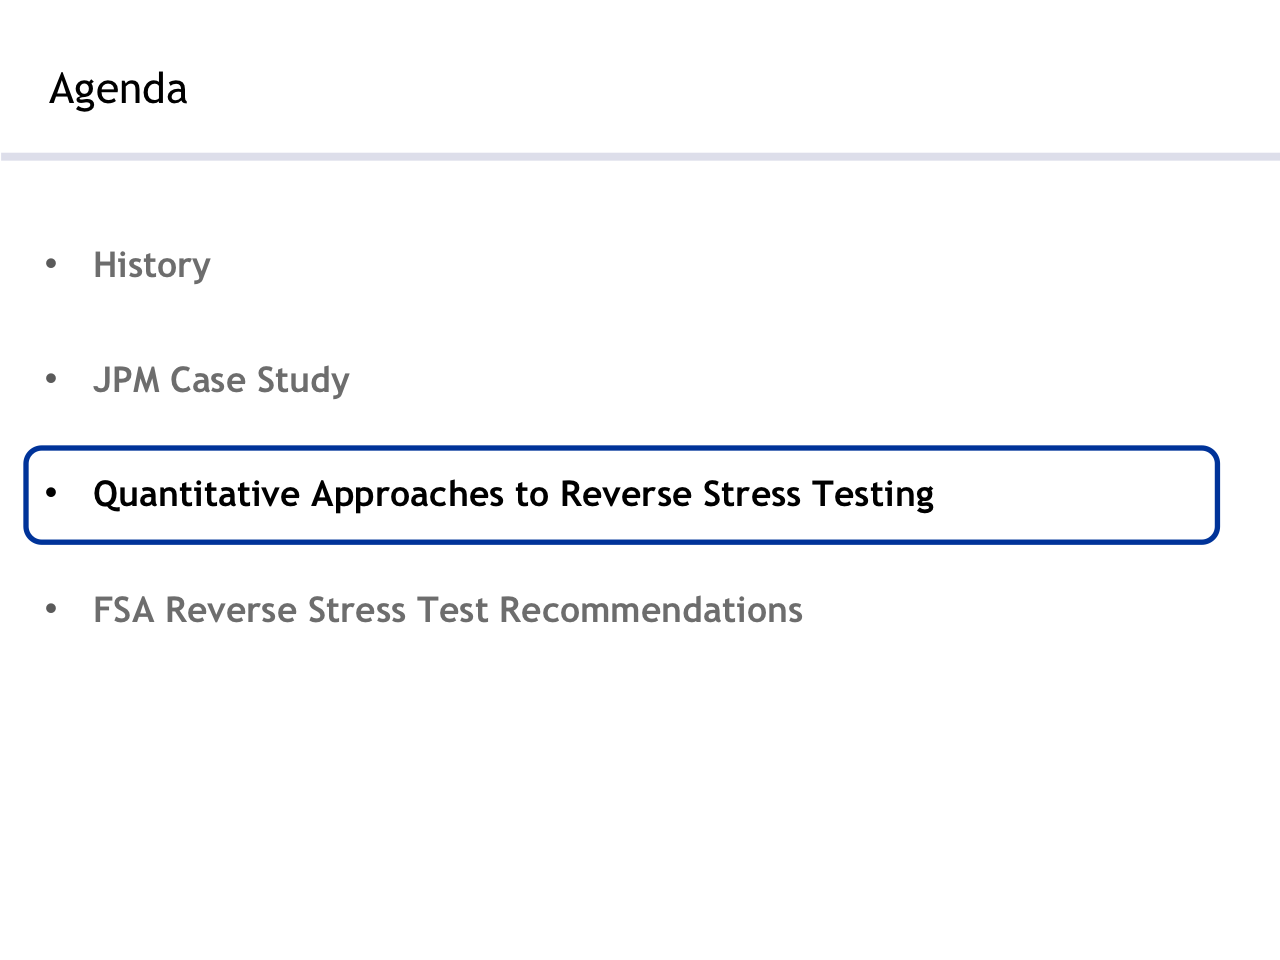 Agenda
• History
• JPM Case Study
• Quantitative Approaches to Reverse Stress Testing
• FSA Reverse Stress Test Recommendations